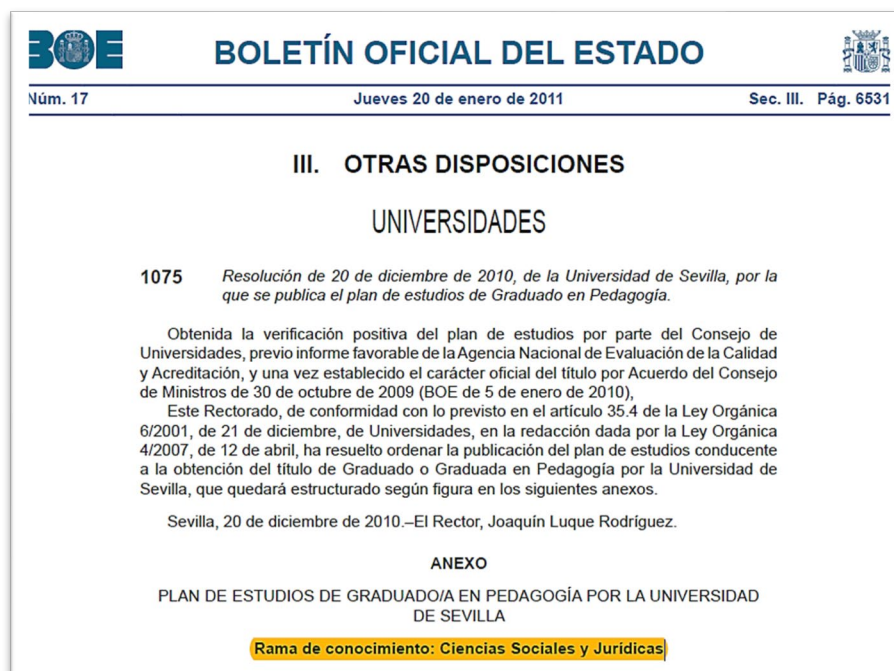 BOE
BOLETÍN OFICIAL DEL ESTADO
Núm. 17
Jueves 20 de enero de 2011
Sec. III. Pág. 6531
III. OTRAS DISPOSICIONES
UNIVERSIDADES
1075 Resolución de 20 de diciembre de 2010, de la Universidad de Sevilla, por la
que se publica el plan de estudios de Graduado en Pedagogía.
Obtenida la verificación positiva del plan de estudios por parte del Consejo de
Universidades, previo informe favorable de la Agencia Nacional de Evaluación de la Calidad
y Acreditación, y una vez establecido el carácter oficial del título por Acuerdo del Consejo
de Ministros de 30 de octubre de 2009 (BOE de 5 de enero de 2010),
Este Rectorado, de conformidad con lo previsto en el artículo 35.4 de la Ley Orgánica
6/2001, de 21 de diciembre, de Universidades, en la redacción dada por la Ley Orgánica
4/2007, de 12 de abril, ha resuelto ordenar la publicación del plan de estudios conducente
a la obtención del título de Graduado o Graduada en Pedagogía por la Universidad de
Sevilla, que quedará estructurado según figura en los siguientes anexos.
Sevilla, 20 de diciembre de 2010.–El Rector, Joaquín Luque Rodríguez.
ANEXO
PLAN DE ESTUDIOS DE GRADUADO/A EN PEDAGOGÍA POR LA UNIVERSIDAD
DE SEVILLA
Rama de conocimiento: Ciencias Sociales y Jurídicas